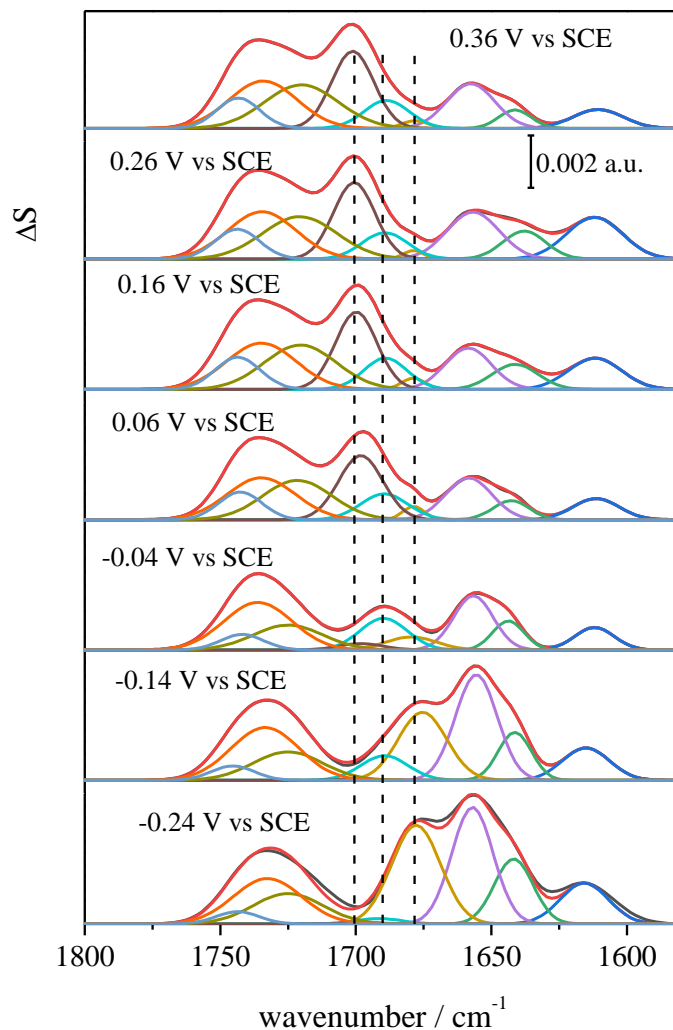 0.36 V vs SCE
0.002 a.u.
0.26 V vs SCE
ΔS
0.16 V vs SCE
0.06 V vs SCE
-0.04 V vs SCE
-0.14 V vs SCE
-0.24 V vs SCE
1800 1750 1700 1650 1600
wavenumber / cm⁻¹